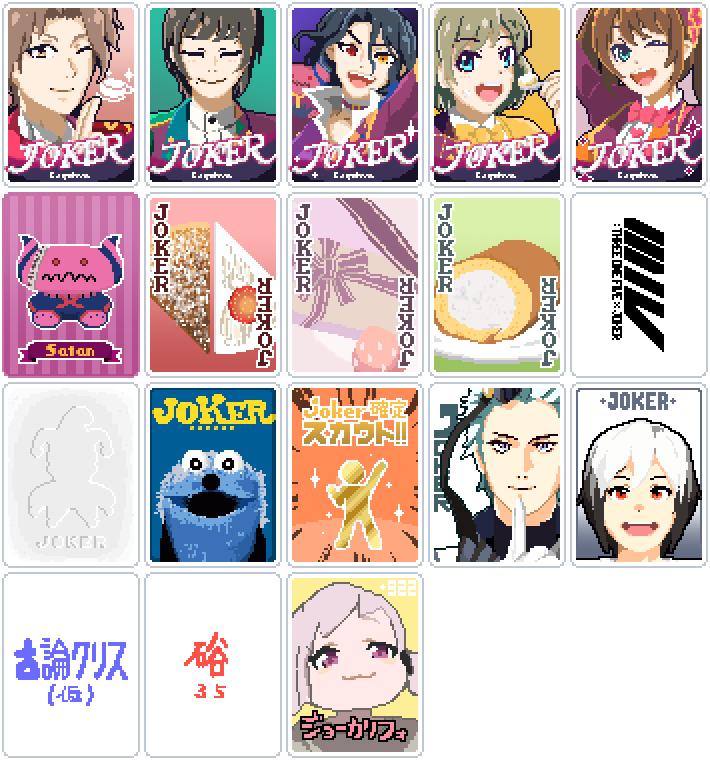 JOKER
JOKER
JOKER
JOKER
JOKER
Satan
JOKER
JOKER
JOKER
JOKER
JOKER
JOKER
JOKER
JOKER
Joker確定
スカウト!!
JOKER
-JOKER-
古論クリス
(仮)
硲
35
+922
ジョーカリフォ